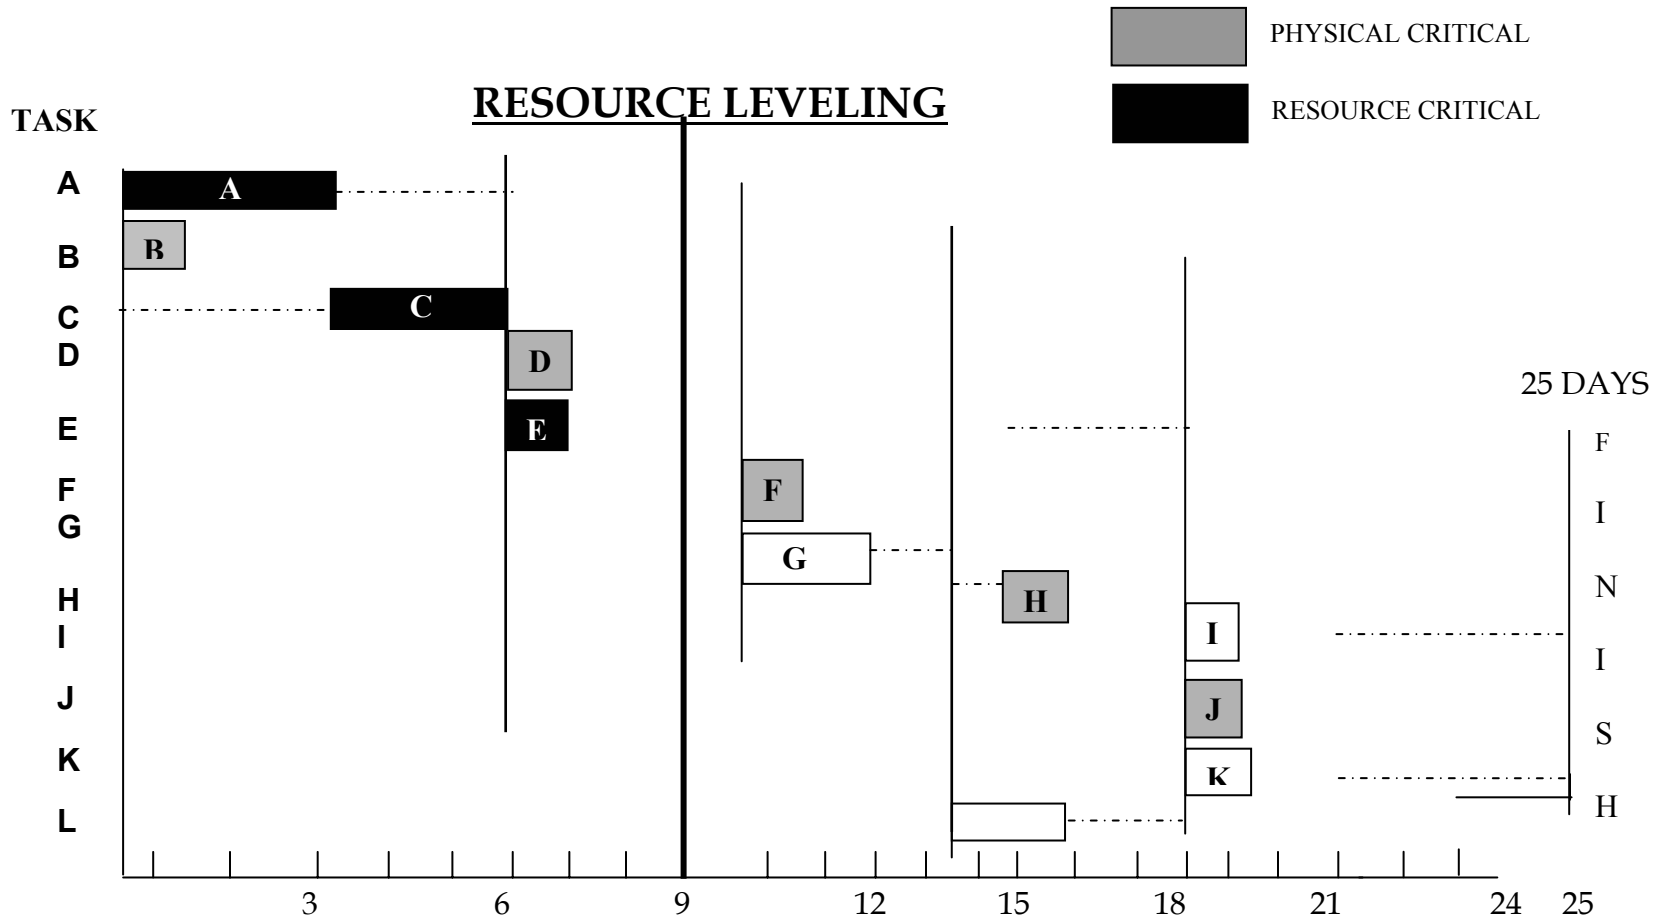 PHYSICAL CRITICAL
RESOURCE LEVELING
RESOURCE CRITICAL
TASK
A
A
B
B
C
C
D
D
25 DAYS
E
E
F
F
F
I
G
G
N
H
H
I
I
I
J
J
S
K
K
H
L
3 6 9 12 15 18 21 24 25